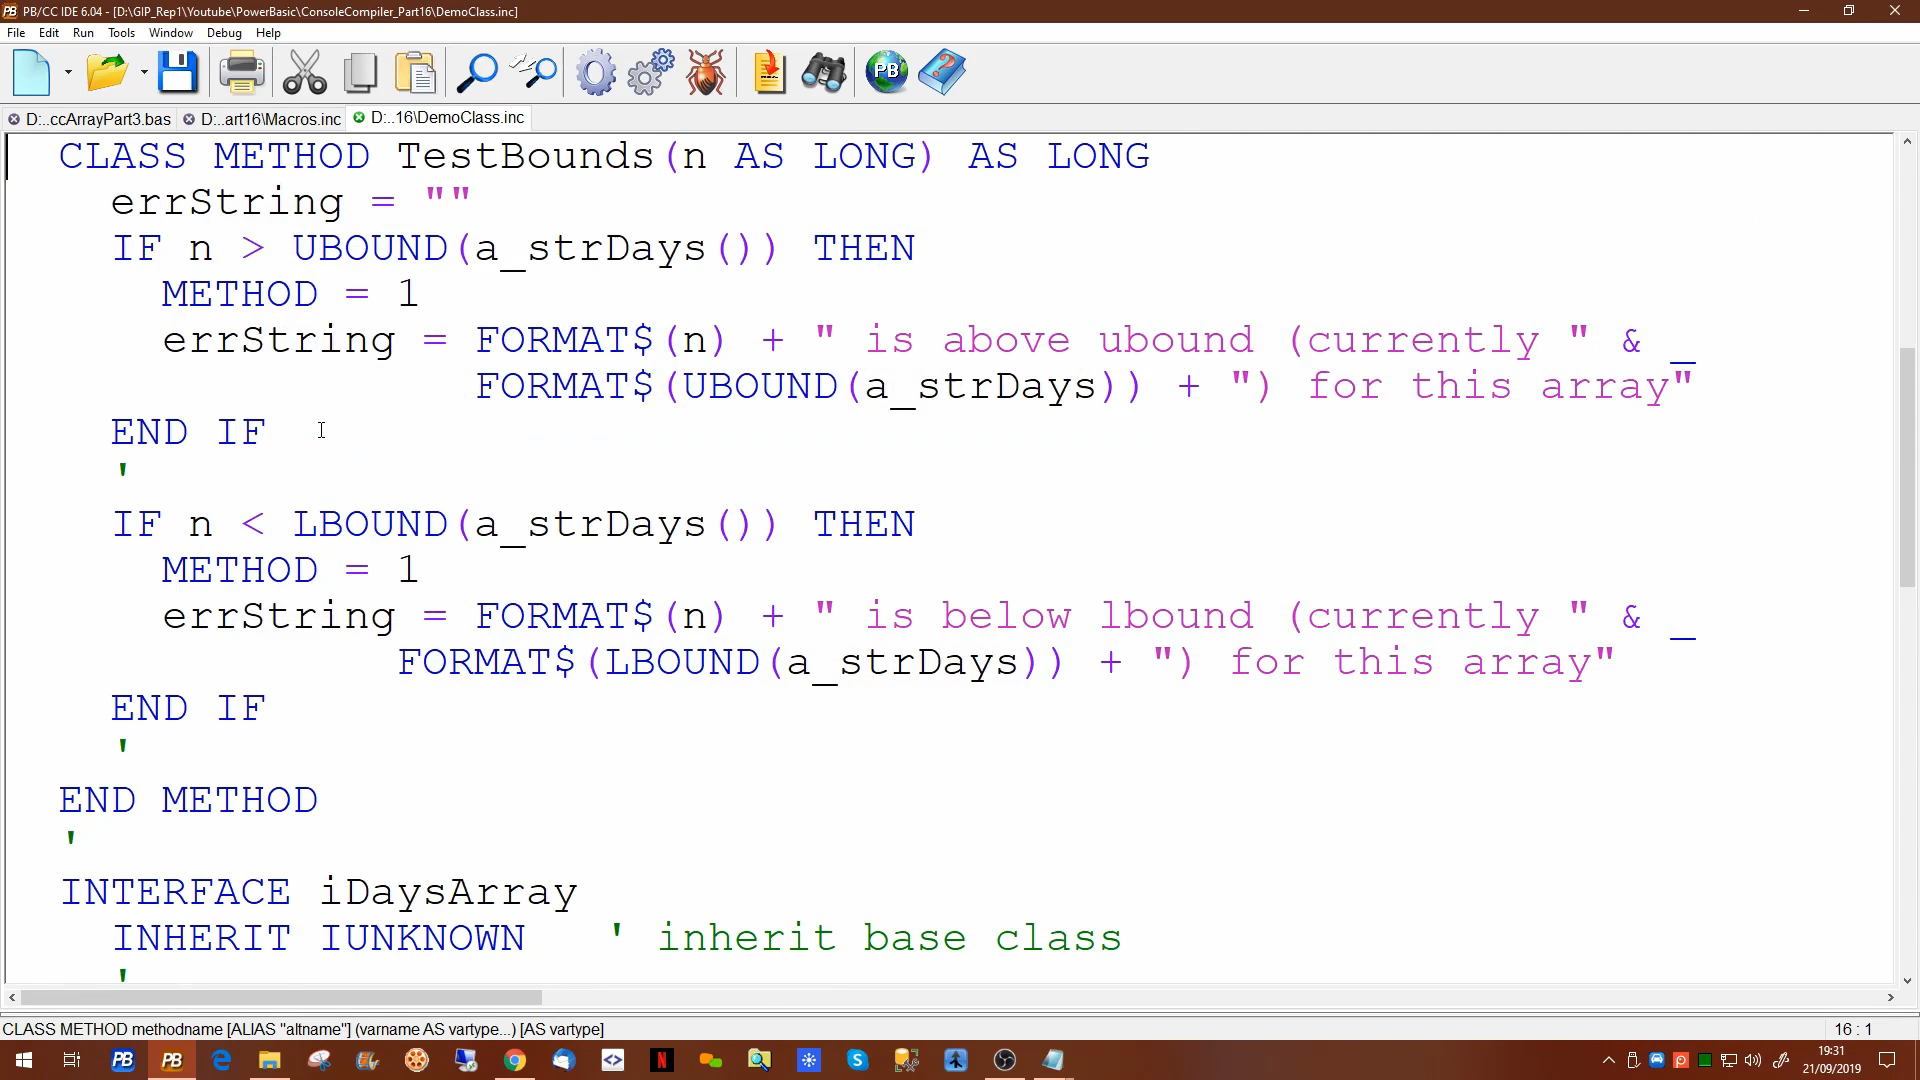 PB/CC IDE 6.04 - [D:\GIP_Rep1\Youtube\PowerBasic\ConsoleCompiler_Part16\DemoClass.inc]
File Edit Run Tools Window Debug Help
D:..ccArrayPart3.bas D:..art16\Macros.inc D:..16\DemoClass.inc
CLASS METHOD TestBounds(n AS LONG) AS LONG
errString = ""
IF n > UBOUND(a_strDays()) THEN
METHOD = 1
errString = FORMAT$(n) + " is above ubound (currently " & _
FORMAT$(UBOUND(a_strDays)) + ") for this array"
END IF
'
IF n < LBOUND(a_strDays()) THEN
METHOD = 1
errString = FORMAT$(n) + " is below lbound (currently " & _
FORMAT$(LBOUND(a_strDays)) + ") for this array"
END IF
'
END METHOD
'
INTERFACE iDaysArray
INHERIT IUNKNOWN ' inherit base class
'
CLASS METHOD methodname [ALIAS "altname"] (varname AS vartype...) [AS vartype]
16 : 1
19:31
21/09/2019